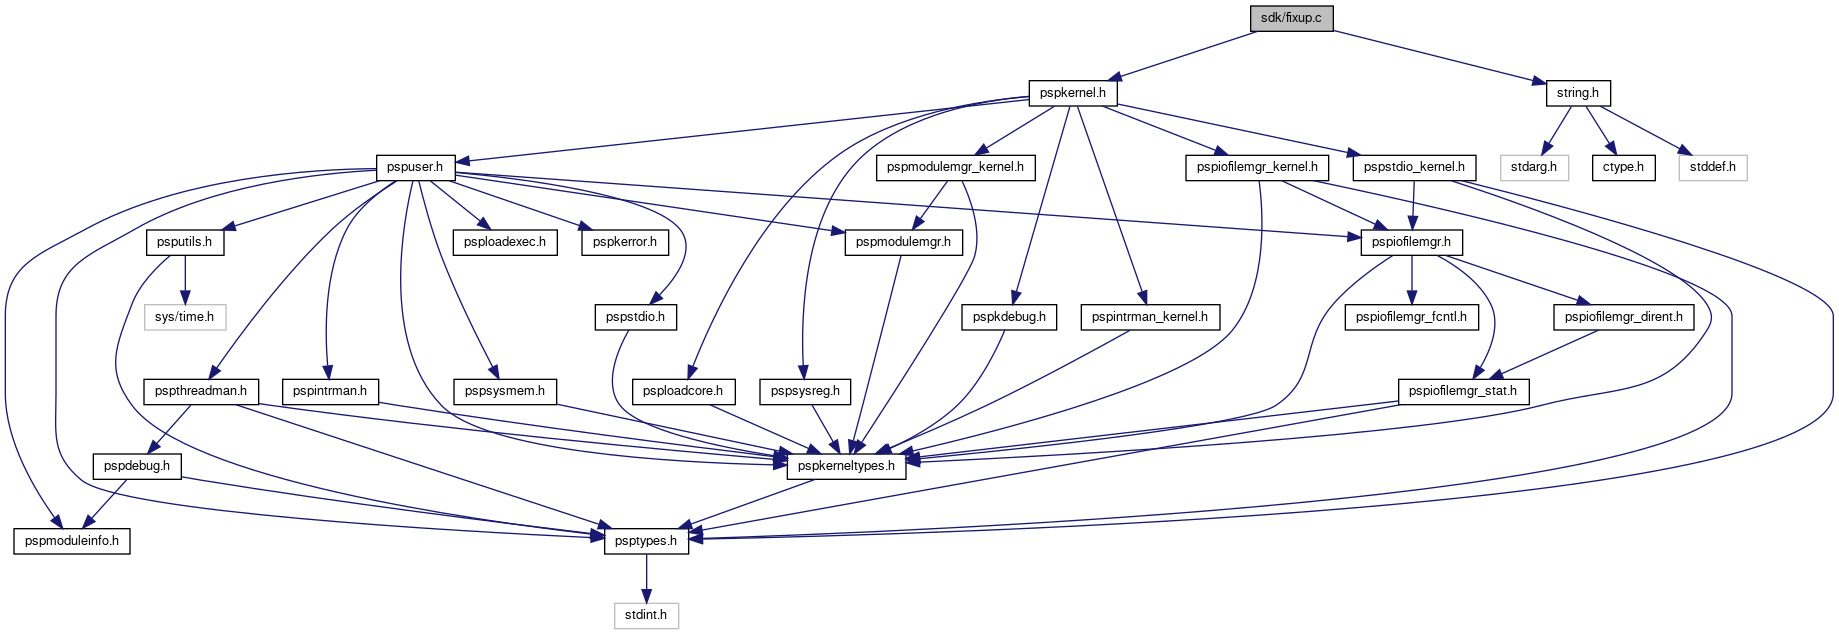 sdk/fixup.c
pspkernel.h
string.h
pspuser.h
pspmodulemgr_kernel.h
pspiofilemgr_kernel.h
pspstdio_kernel.h
stdarg.h
ctype.h
stddef.h
psputils.h
psploadexec.h
pspkerror.h
pspmodulemgr.h
pspiofilemgr.h
sys/time.h
pspstdio.h
pspkdebug.h
pspintrman_kernel.h
pspiofilemgr_fcntl.h
pspiofilemgr_dirent.h
pspthreadman.h
pspintrman.h
pspsysmem.h
psploadcore.h
pspsysreg.h
pspiofilemgr_stat.h
pspdebug.h
pspkerneltypes.h
pspmoduleinfo.h
psptypes.h
stdint.h